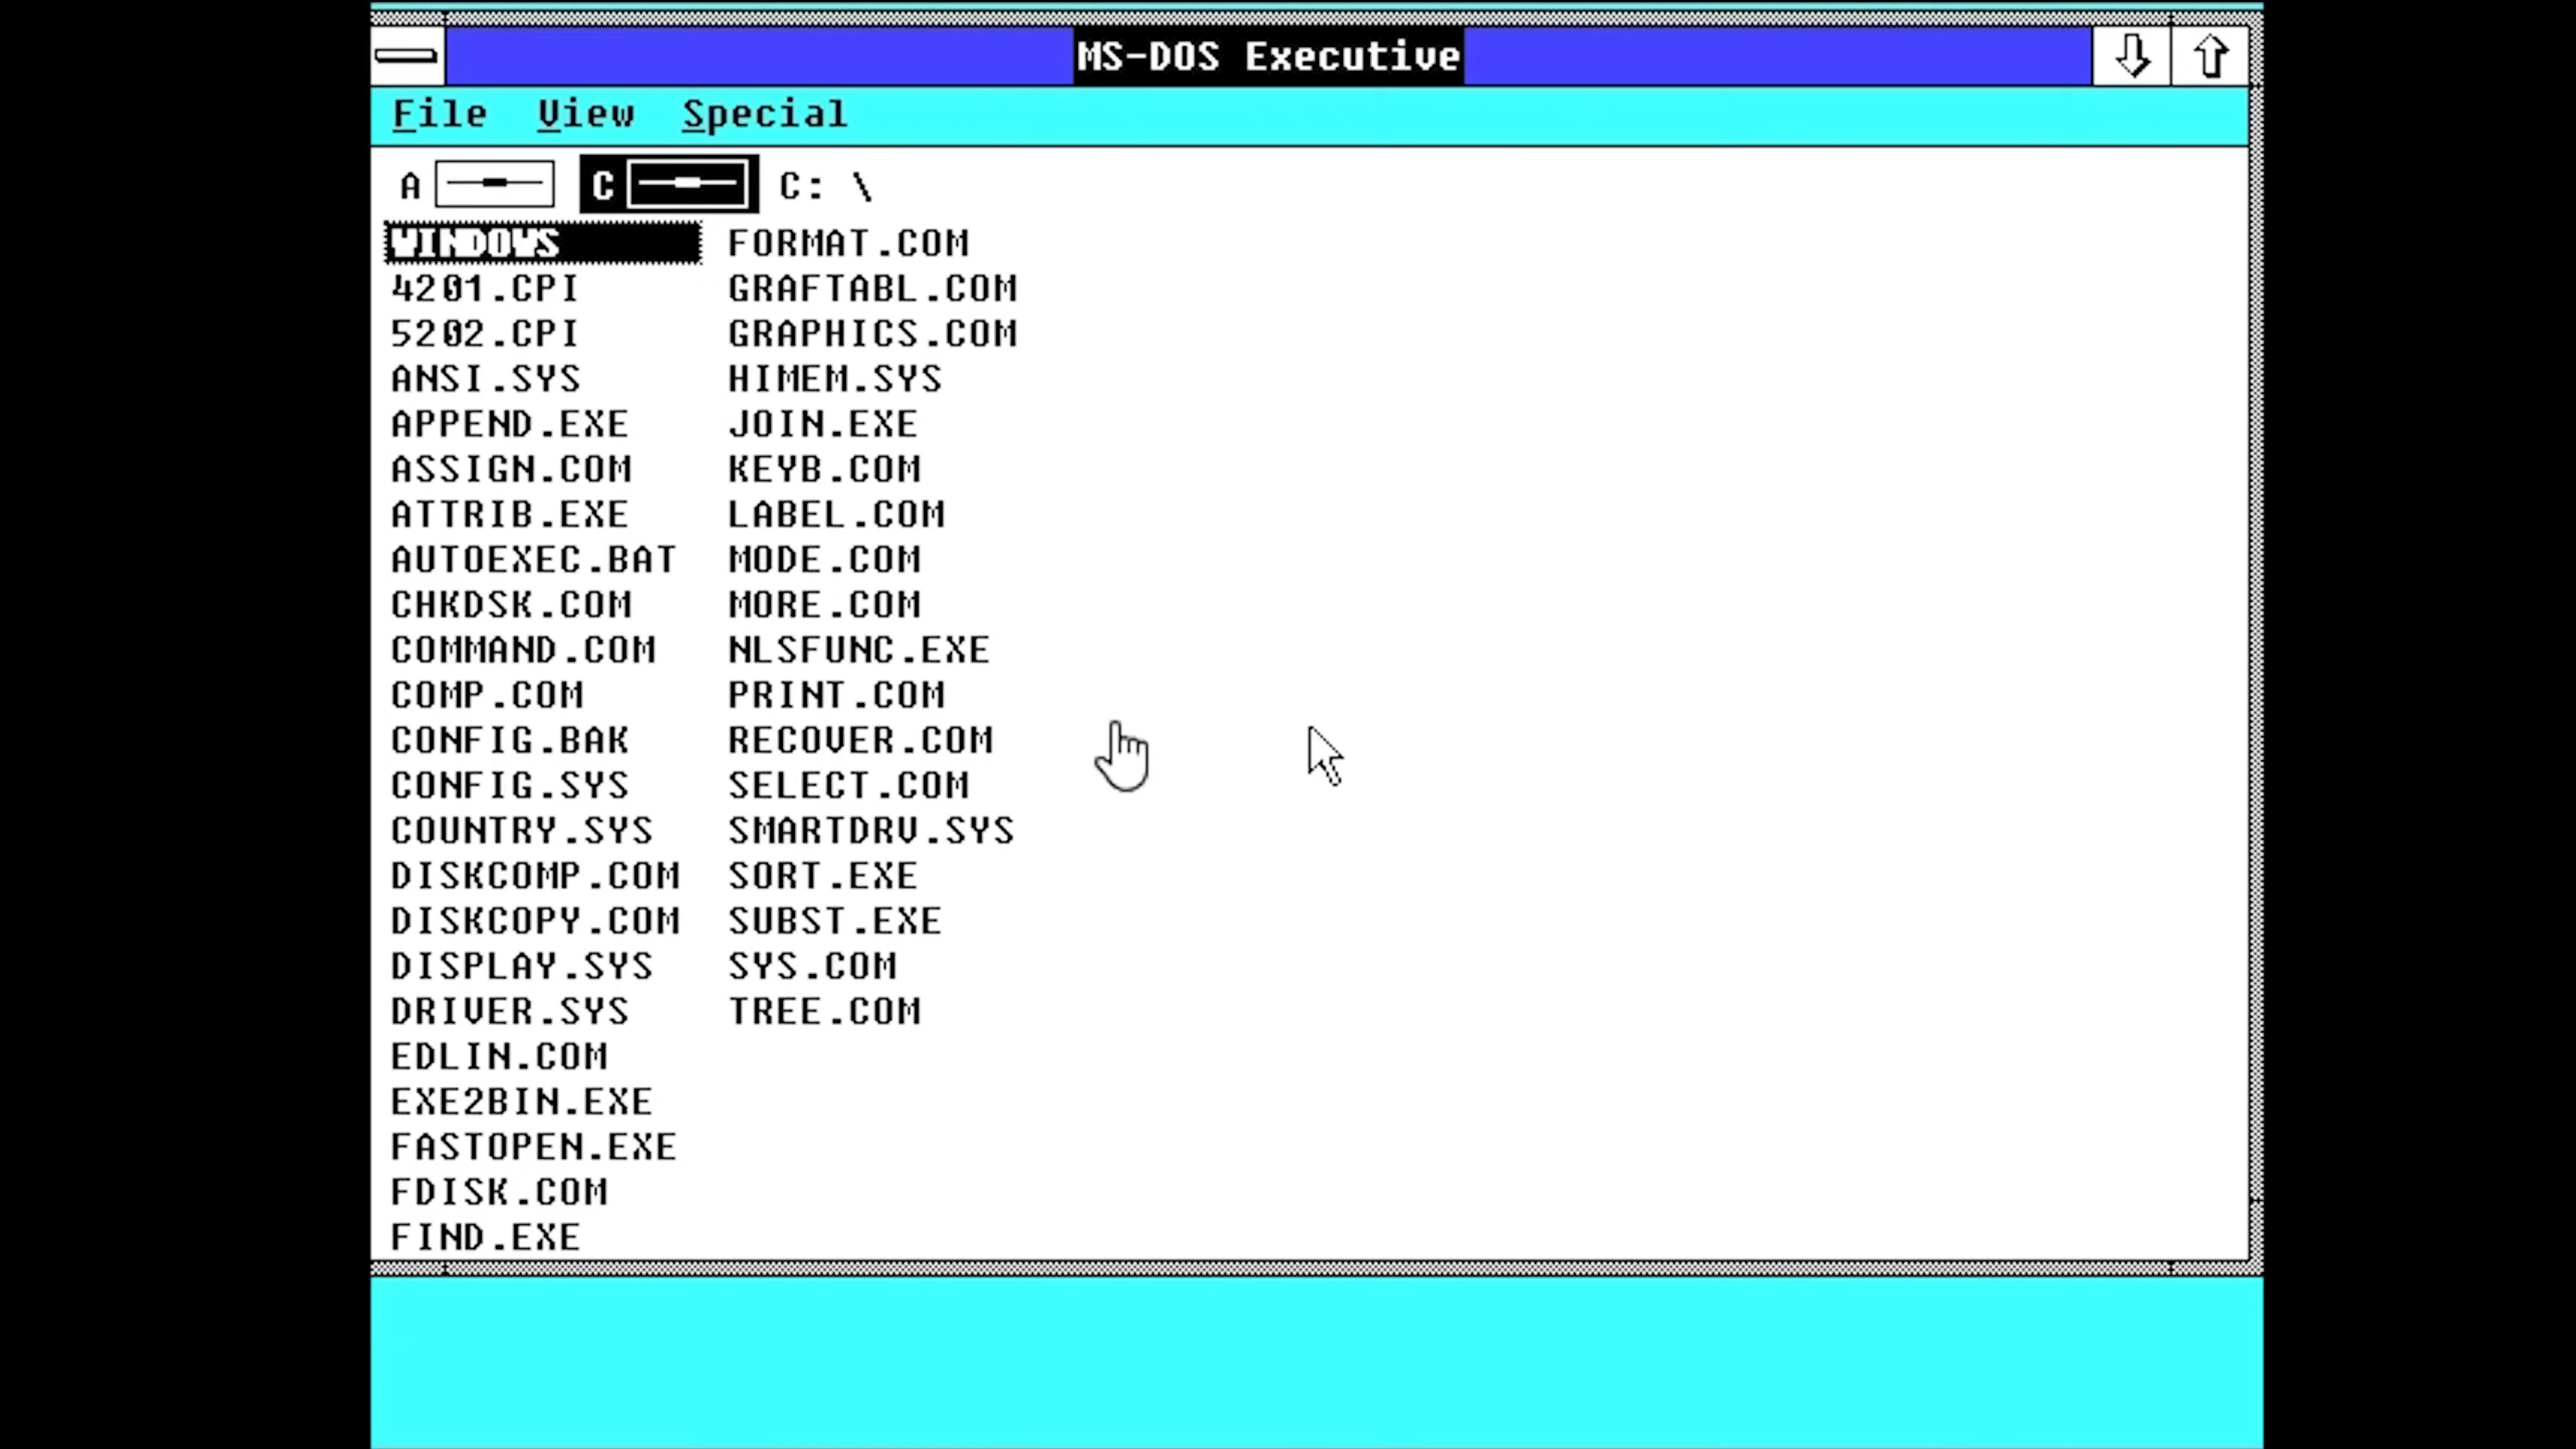 MS-DOS Executive
File View Special
A C C: \
WINDOWS FORMAT.COM
4201.CPI GRAFTABL.COM
5202.CPI GRAPHICS.COM
ANSI.SYS HIMEM.SYS
APPEND.EXE JOIN.EXE
ASSIGN.COM KEYB.COM
ATTRIB.EXE LABEL.COM
AUTOEXEC.BAT MODE.COM
CHKDSK.COM MORE.COM
COMMAND.COM NLSFUNC.EXE
COMP.COM PRINT.COM
CONFIG.BAK RECOVER.COM
CONFIG.SYS SELECT.COM
COUNTRY.SYS SMARTDRV.SYS
DISKCOMP.COM SORT.EXE
DISKCOPY.COM SUBST.EXE
DISPLAY.SYS SYS.COM
DRIVER.SYS TREE.COM
EDLIN.COM
EXE2BIN.EXE
FASTOPEN.EXE
FDISK.COM
FIND.EXE